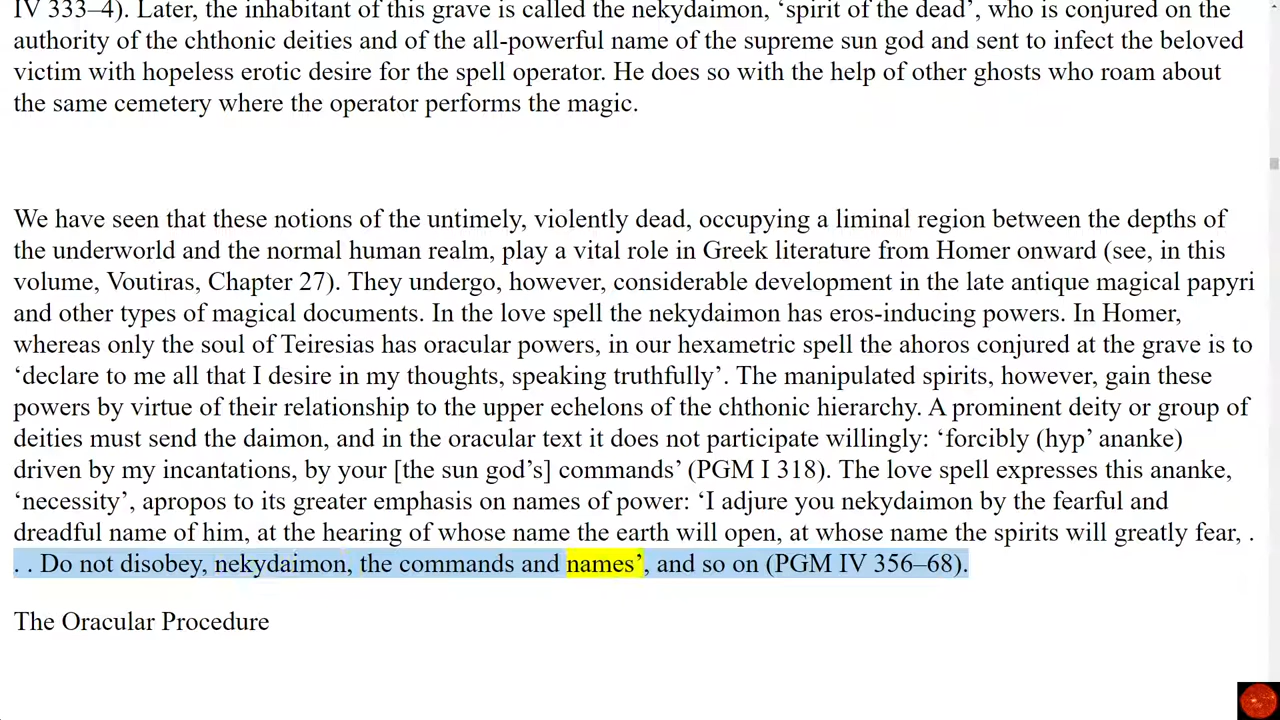 IV 333–4). Later, the inhabitant of this grave is called the nekydaimon, ‘spirit of the dead’, who is conjured on the
authority of the chthonic deities and of the all-powerful name of the supreme sun god and sent to infect the beloved
victim with hopeless erotic desire for the spell operator. He does so with the help of other ghosts who roam about
the same cemetery where the operator performs the magic.
We have seen that these notions of the untimely, violently dead, occupying a liminal region between the depths of
the underworld and the normal human realm, play a vital role in Greek literature from Homer onward (see, in this
volume, Voutiras, Chapter 27). They undergo, however, considerable development in the late antique magical papyri
and other types of magical documents. In the love spell the nekydaimon has eros-inducing powers. In Homer,
whereas only the soul of Teiresias has oracular powers, in our hexametric spell the ahoros conjured at the grave is to
‘declare to me all that I desire in my thoughts, speaking truthfully’. The manipulated spirits, however, gain these
powers by virtue of their relationship to the upper echelons of the chthonic hierarchy. A prominent deity or group of
deities must send the daimon, and in the oracular text it does not participate willingly: ‘forcibly (hyp’ ananke)
driven by my incantations, by your [the sun god’s] commands’ (PGM I 318). The love spell expresses this ananke,
‘necessity’, apropos to its greater emphasis on names of power: ‘I adjure you nekydaimon by the fearful and
dreadful name of him, at the hearing of whose name the earth will open, at whose name the spirits will greatly fear, .
. . Do not disobey, nekydaimon, the commands and names’, and so on (PGM IV 356–68).
The Oracular Procedure